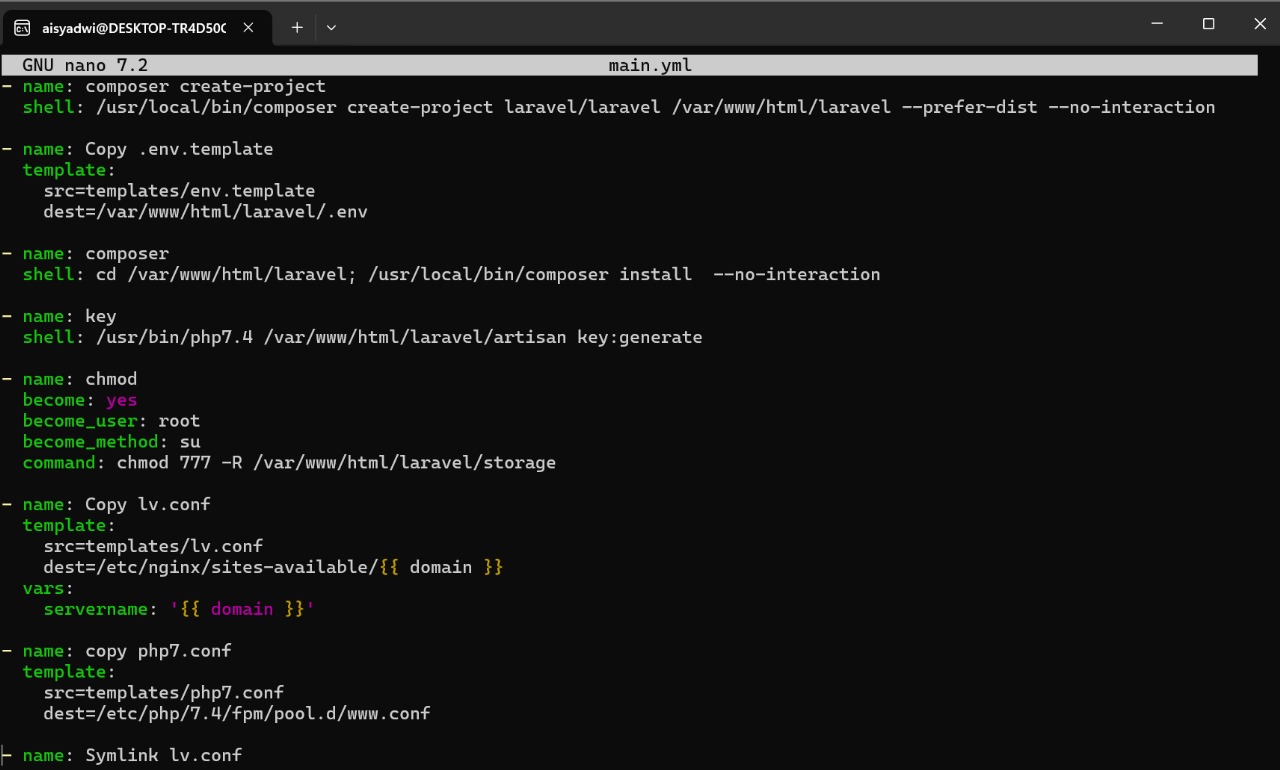 aisyadwi@DESKTOP-TR4D50
GNU nano 7.2 main.yml
- name: composer create-project
  shell: /usr/local/bin/composer create-project laravel/laravel /var/www/html/laravel --prefer-dist --no-interaction

- name: Copy .env.template
  template:
    src=templates/env.template
    dest=/var/www/html/laravel/.env

- name: composer
  shell: cd /var/www/html/laravel; /usr/local/bin/composer install  --no-interaction

- name: key
  shell: /usr/bin/php7.4 /var/www/html/laravel/artisan key:generate

- name: chmod
  become: yes
  become_user: root
  become_method: su
  command: chmod 777 -R /var/www/html/laravel/storage

- name: Copy lv.conf
  template:
    src=templates/lv.conf
    dest=/etc/nginx/sites-available/{{ domain }}
  vars:
    servername: '{{ domain }}'

- name: copy php7.conf
  template:
    src=templates/php7.conf
    dest=/etc/php/7.4/fpm/pool.d/www.conf

- name: Symlink lv.conf